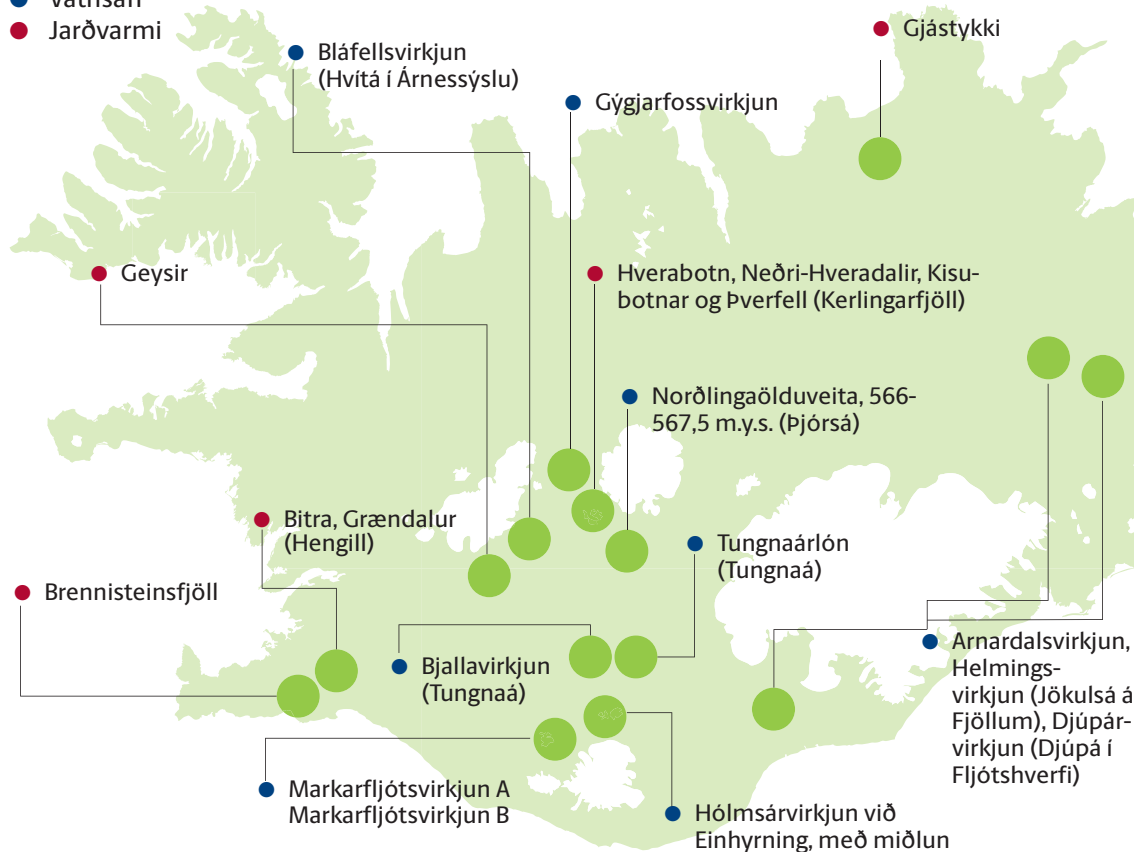 Vatnsafl
Jarðvarmi
Bláfellsvirkjun
(Hvítá í Árnessýslu)
Gjástykki
Gýgjarfossvirkjun
Geysir
Hverabotn, Neðri-Hveradalir, Kisu-
botnar og Þverfell (Kerlingarfjöll)
Norðlingaölduveita, 566-
567,5 m.y.s. (Þjórsá)
Bitra, Grændalur
(Hengill)
Tungnaárlón
(Tungnaá)
Brennisteinsfjöll
Bjallavirkjun
(Tungnaá)
Arnardalsvirkjun,
Helmings-
virkjun (Jökulsá á
Fjöllum), Djúpár-
virkjun (Djúpá í
Fljótshverfi)
Markarfljótsvirkjun A
Markarfljótsvirkjun B
Hólmsárvirkjun við
Einhyrning, með miðlun